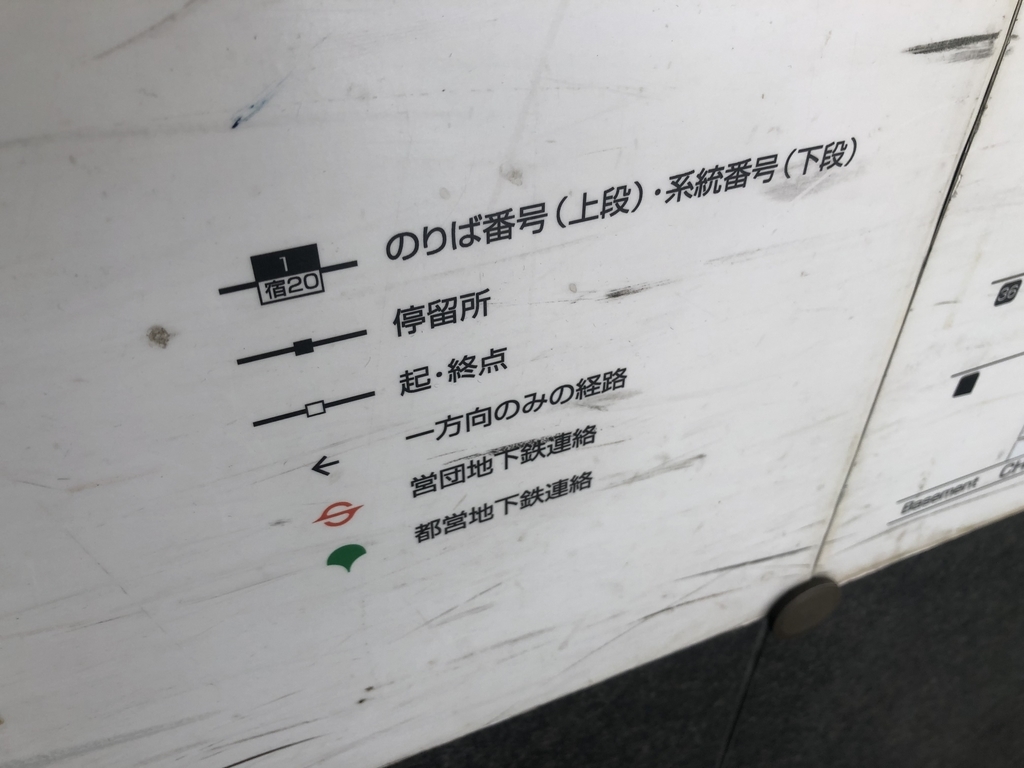 1
宿20
のりば番号(上段)・系統番号(下段)
停留所
起・終点
一方向のみの経路
営団地下鉄連絡
都営地下鉄連絡
36
Basement